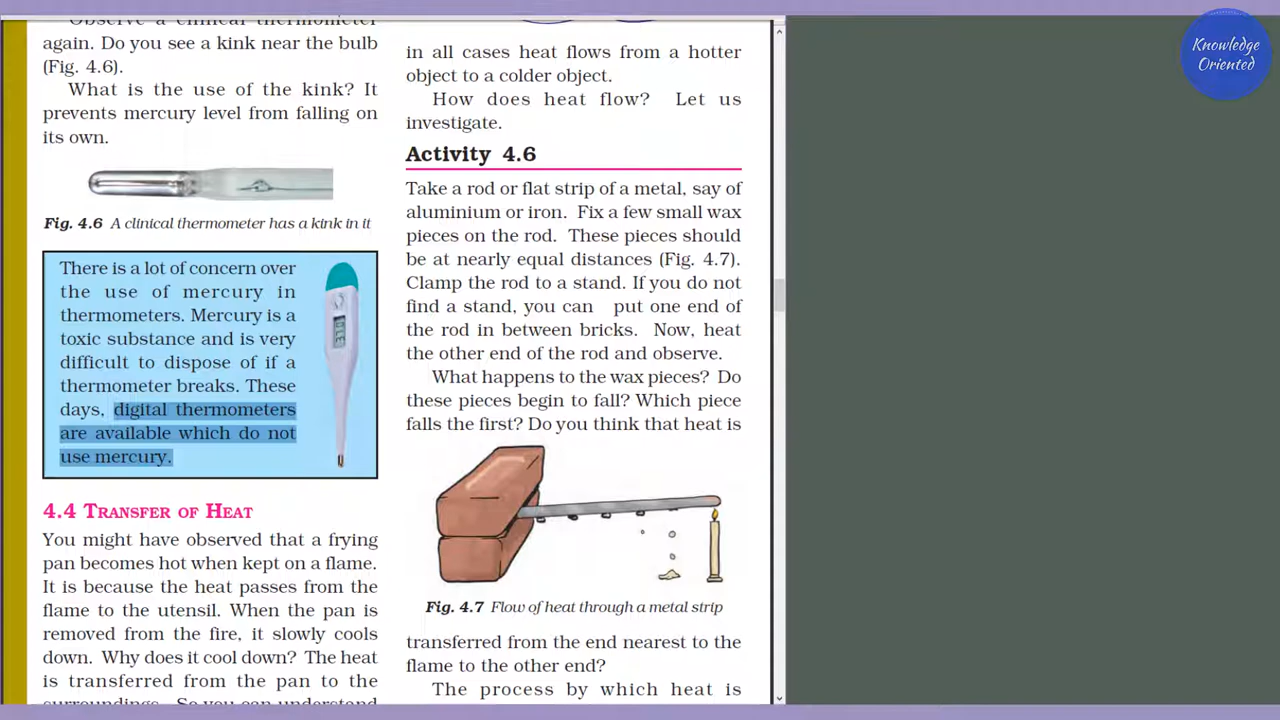 Observe a clinical thermometer
again. Do you see a kink near the bulb
(Fig. 4.6).
What is the use of the kink? It
prevents mercury level from falling on
its own.
Fig. 4.6 A clinical thermometer has a kink in it
There is a lot of concern over
the use of mercury in
thermometers. Mercury is a
toxic substance and is very
difficult to dispose of if a
thermometer breaks. These
days, digital thermometers
are available which do not
use mercury.
4.4 TRANSFER OF HEAT
You might have observed that a frying
pan becomes hot when kept on a flame.
It is because the heat passes from the
flame to the utensil. When the pan is
removed from the fire, it slowly cools
down. Why does it cool down? The heat
is transferred from the pan to the
surroundings. So you can understand
in all cases heat flows from a hotter
object to a colder object.
How does heat flow? Let us
investigate.
Activity 4.6
Take a rod or flat strip of a metal, say of
aluminium or iron. Fix a few small wax
pieces on the rod. These pieces should
be at nearly equal distances (Fig. 4.7).
Clamp the rod to a stand. If you do not
find a stand, you can put one end of
the rod in between bricks. Now, heat
the other end of the rod and observe.
What happens to the wax pieces? Do
these pieces begin to fall? Which piece
falls the first? Do you think that heat is
Fig. 4.7 Flow of heat through a metal strip
transferred from the end nearest to the
flame to the other end?
The process by which heat is
Knowledge
Oriented